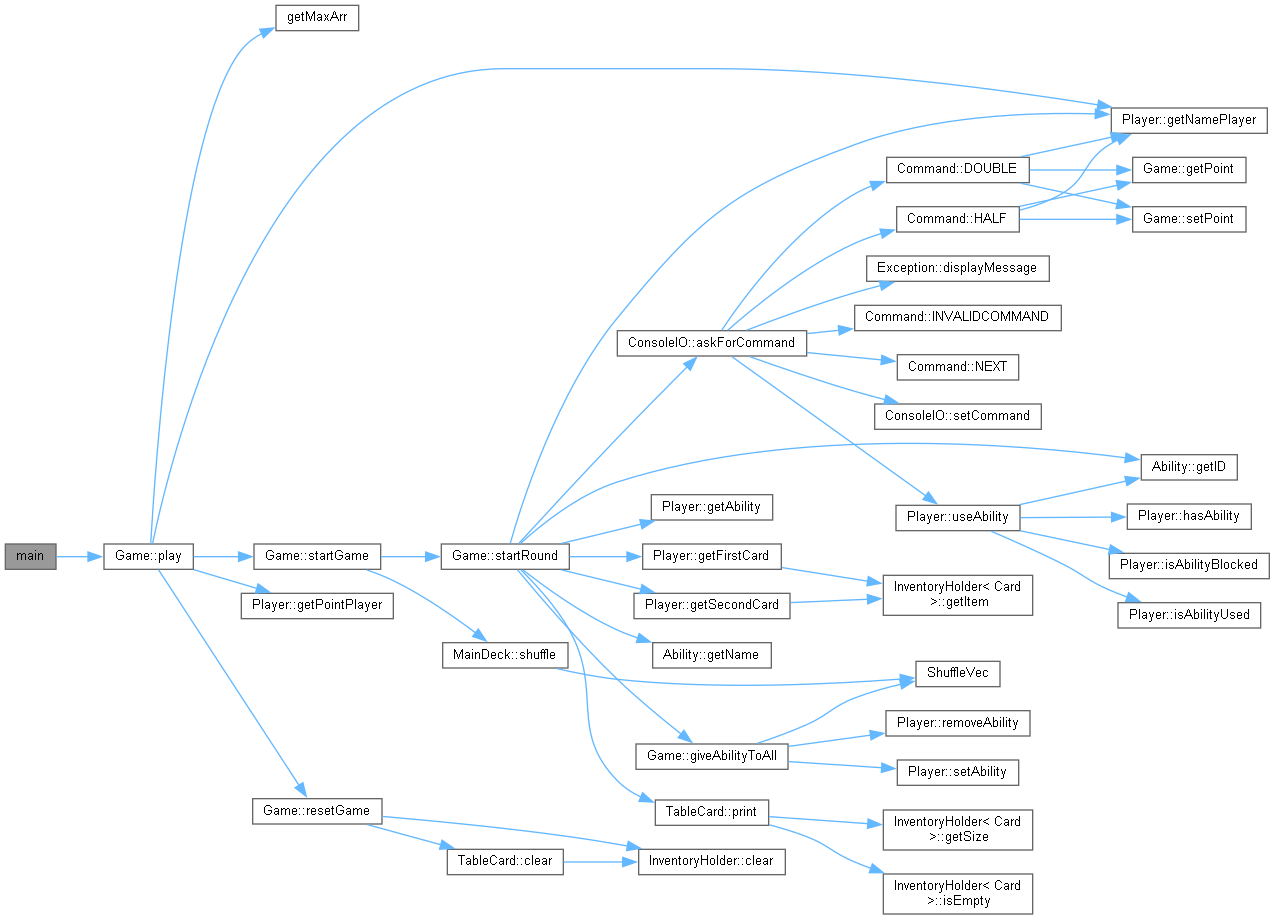 getMaxArr
Player::getNamePlayer
Command::DOUBLE
Game::getPoint
Command::HALF
Game::setPoint
Exception::displayMessage
Command::INVALIDCOMMAND
ConsoleIO::askForCommand
Command::NEXT
ConsoleIO::setCommand
Ability::getID
Player::getAbility
Player::useAbility
Player::hasAbility
main
Game::play
Game::startGame
Game::startRound
Player::getFirstCard
Player::isAbilityBlocked
InventoryHolder< Card
>::getItem
Player::getPointPlayer
Player::getSecondCard
Player::isAbilityUsed
MainDeck::shuffle
Ability::getName
ShuffleVec
Player::removeAbility
Game::giveAbilityToAll
Player::setAbility
Game::resetGame
TableCard::print
InventoryHolder< Card
>::getSize
TableCard::clear
InventoryHolder::clear
InventoryHolder< Card
>::isEmpty